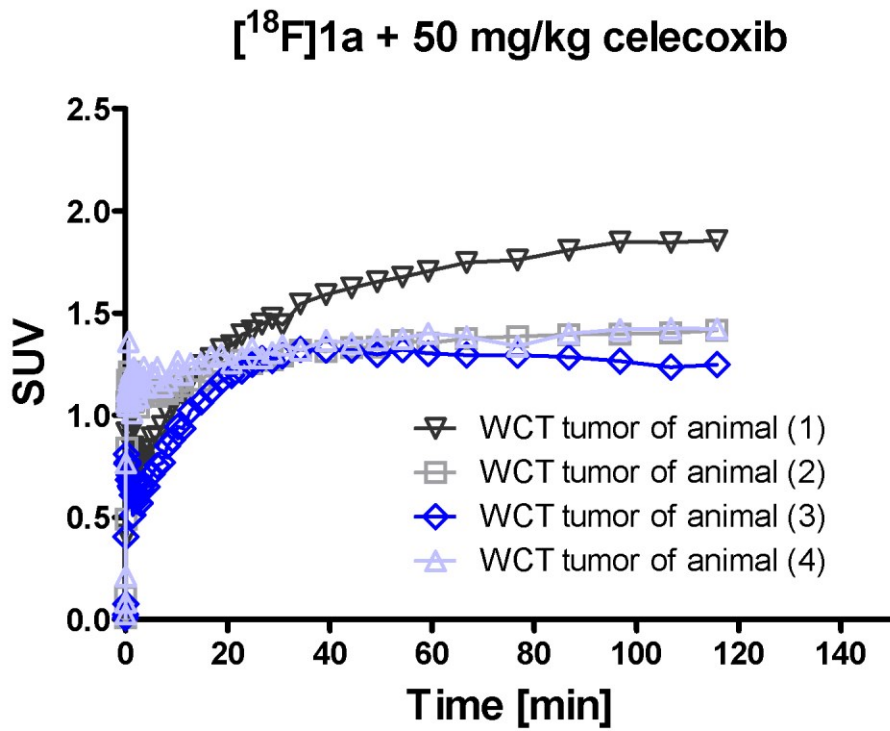 [¹⁸F]1a + 50 mg/kg celecoxib
2.5
2.0
1.5
1.0
0.5
0.0
SUV
WCT tumor of animal (1)
WCT tumor of animal (2)
WCT tumor of animal (3)
WCT tumor of animal (4)
0 20 40 60 80 100 120 140
Time [min]